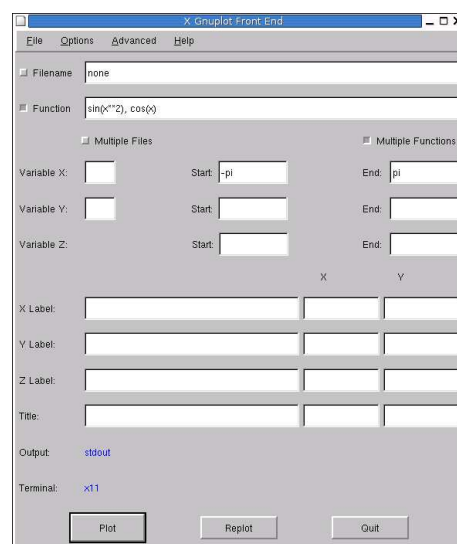 X Gnuplot Front End
File Options Advanced Help
Filename none
Function sin(x**2), cos(x)
Multiple Files Multiple Functions
Variable X: Start: -pi End: pi
Variable Y: Start: End:
Variable Z: Start: End:
X Y
X Label:
Y Label:
Z Label:
Title:
Output: stdout
Terminal: x11
Plot Replot Quit